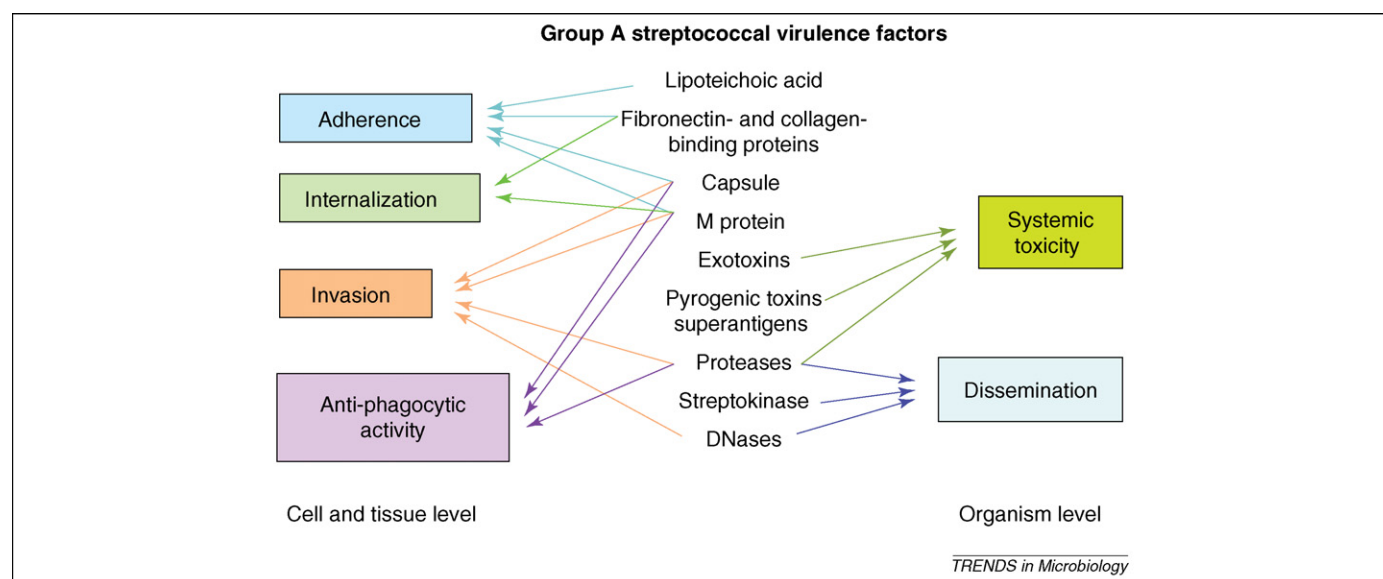 Group A streptococcal virulence factors
Lipoteichoic acid
Adherence
Fibronectin- and collagen-
binding proteins
Capsule
Internalization
M protein
Systemic
toxicity
Exotoxins
Invasion
Pyrogenic toxins
superantigens
Proteases
Anti-phagocytic
activity
Streptokinase
Dissemination
DNases
Cell and tissue level
Organism level
TRENDS in Microbiology